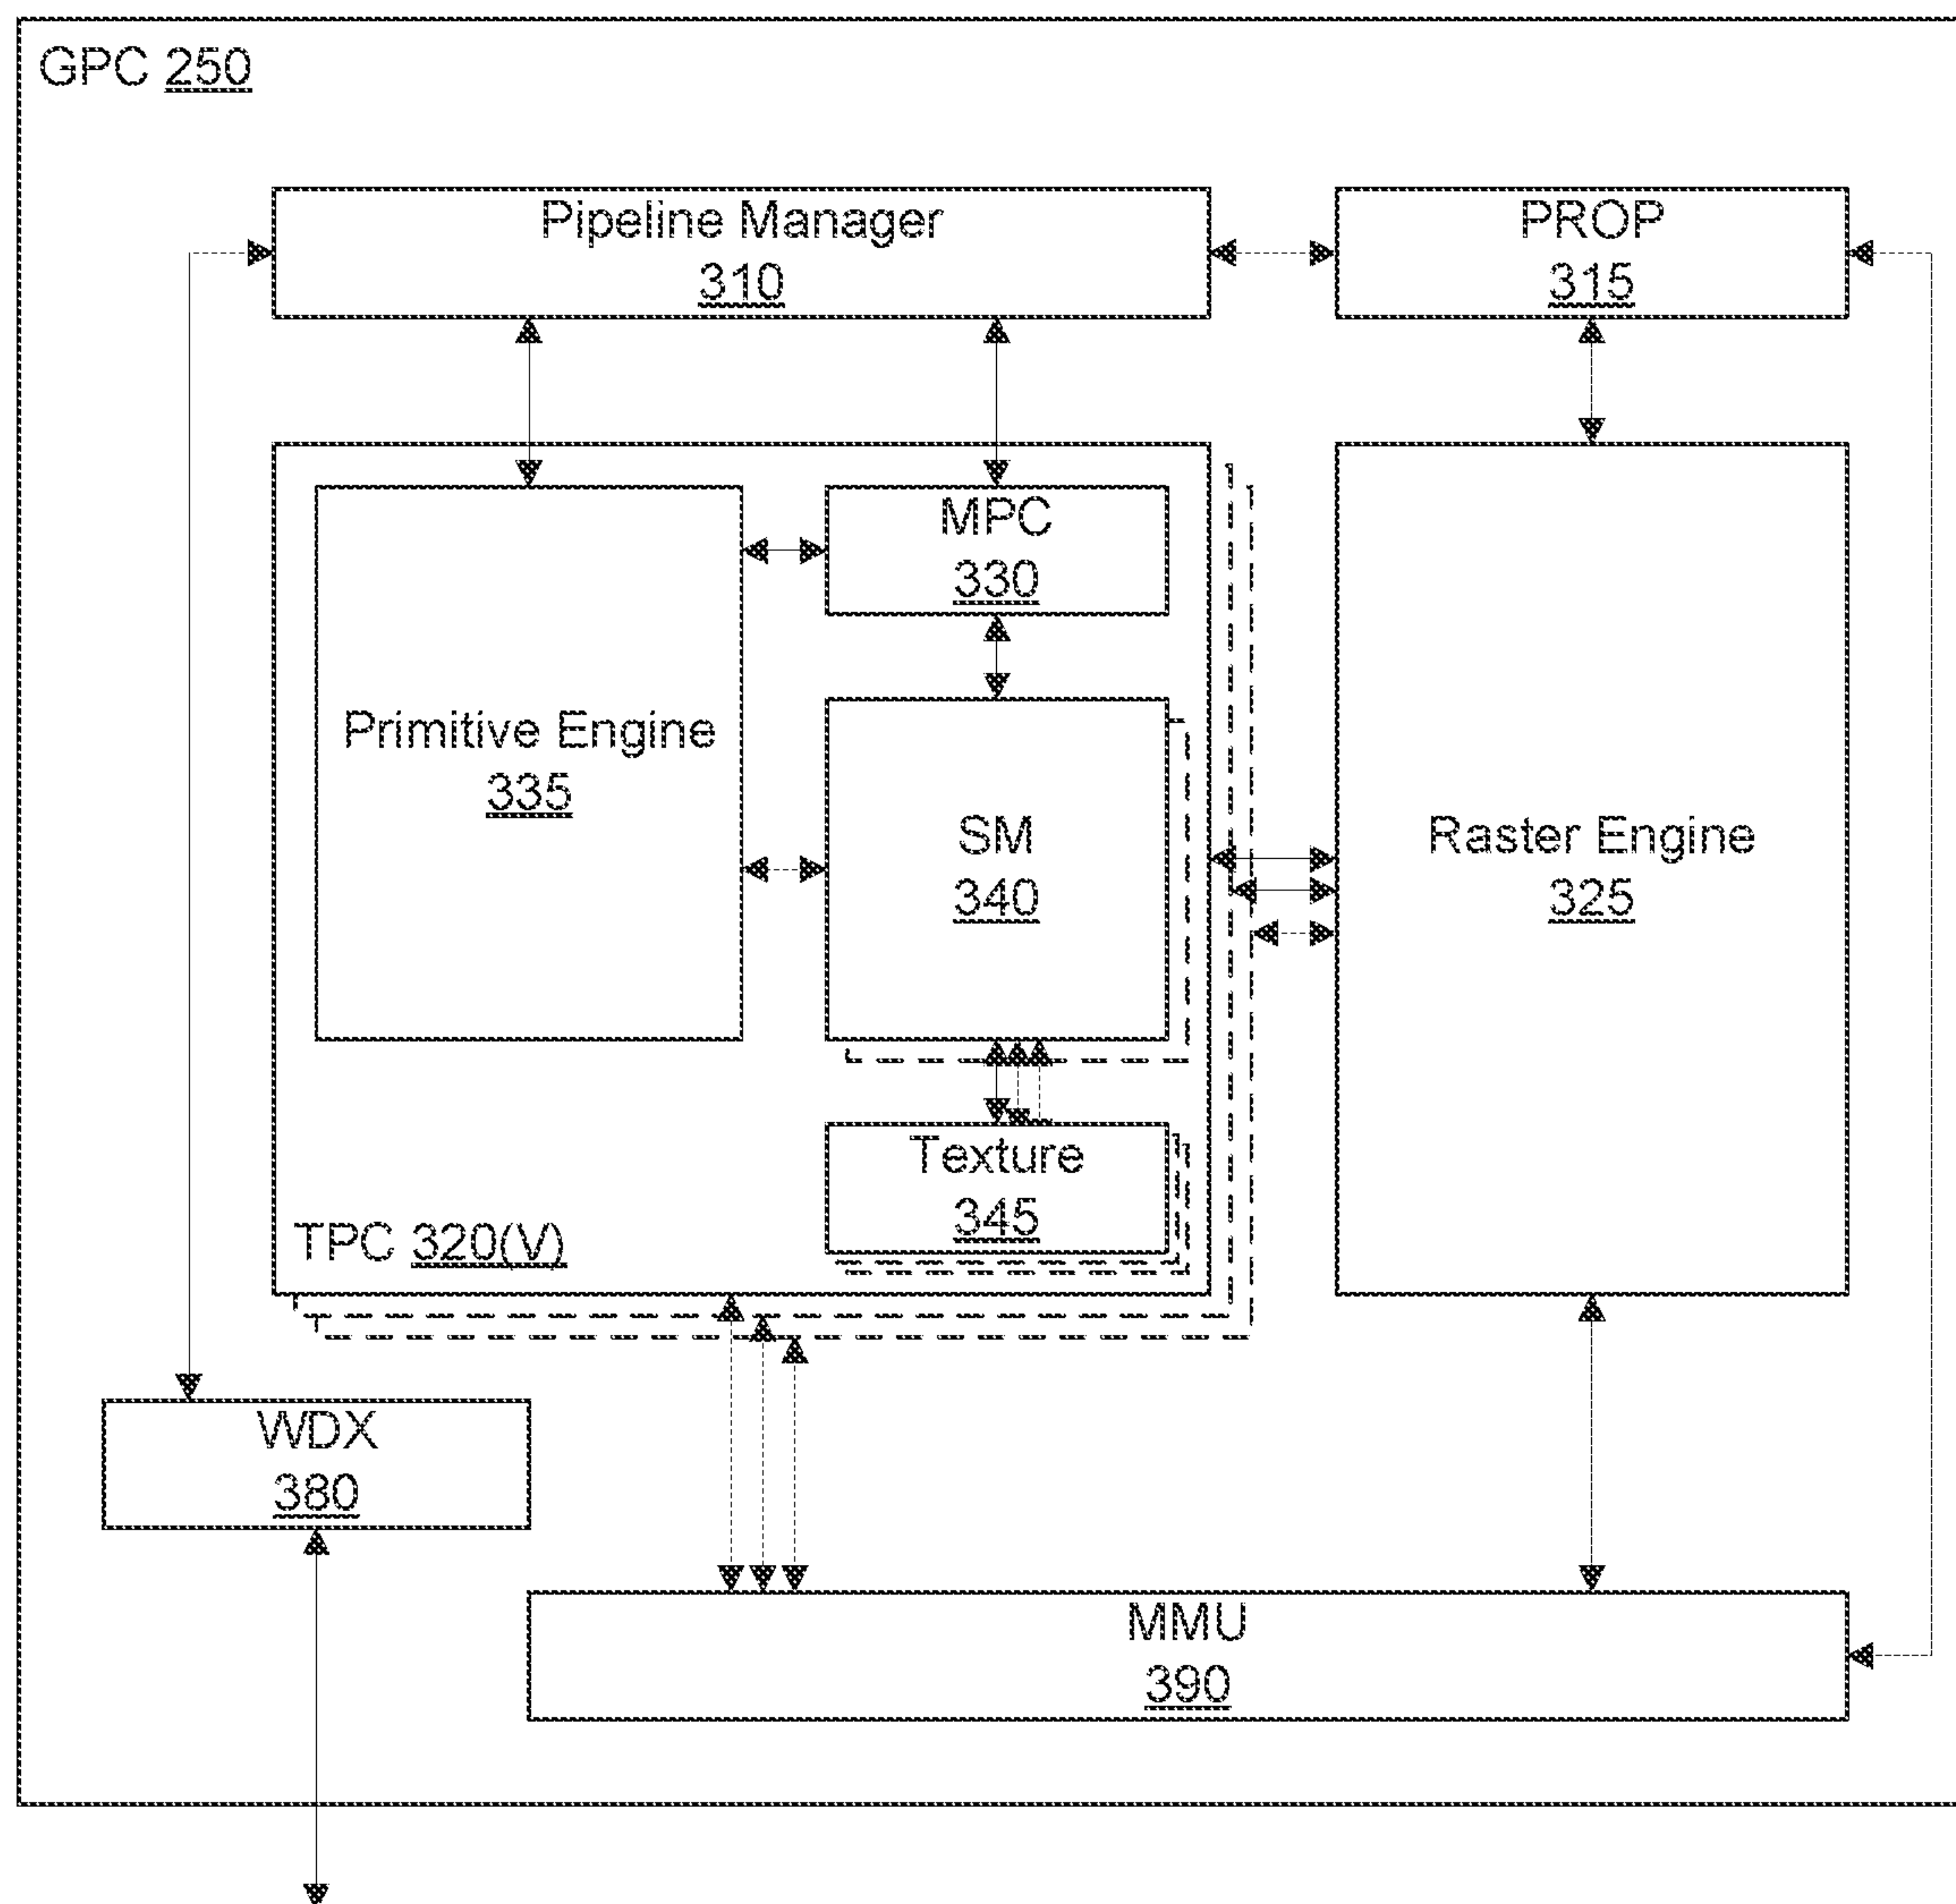 GPC 250
Pipeline Manager
310
PROP
315
MPC
330
Primitive Engine
335
SM
340
Raster Engine
325
Texture
345
TPC 320(V)
WDX
380
MMU
390